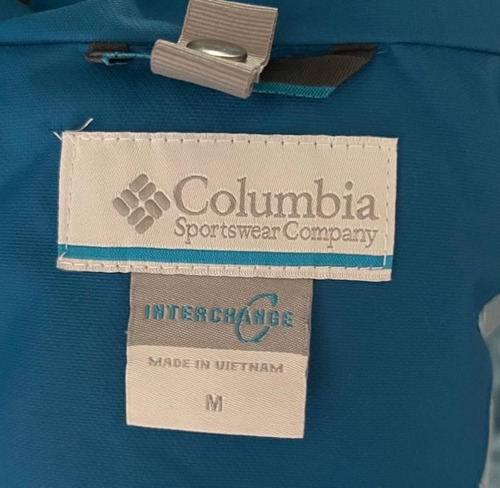 Columbia
Sportswear Company
INTERCHANGE
MADE IN VIETNAM
M